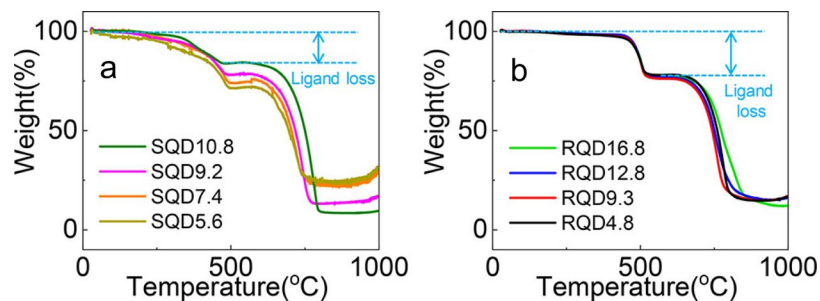 100
50
0
Weight(%)
a
Ligand loss
SQD10.8
SQD9.2
SQD7.4
SQD5.6
0
500
1000
Temperature(°C)
100
50
0
Weight(%)
b
Ligand
loss
RQD16.8
RQD12.8
RQD9.3
RQD4.8
0
500
1000
Temperature(°C)